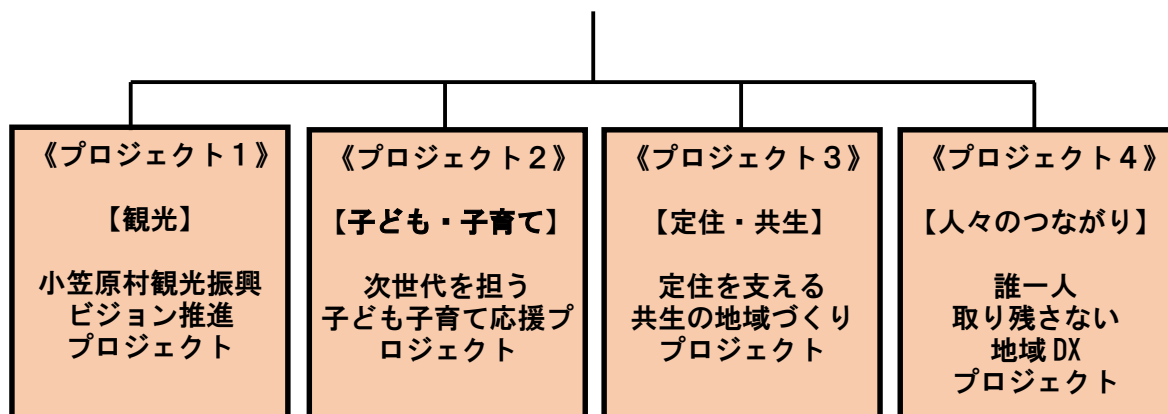 《プロジェクト１》
【観光】
小笠原村観光振興
ビジョン推進
プロジェクト
《プロジェクト２》
【子ども・子育て】
次世代を担う
子ども子育て応援プ
ロジェクト
《プロジェクト３》
【定住・共生】
定住を支える
共生の地域づくり
プロジェクト
《プロジェクト４》
【人々のつながり】
誰一人
取り残さない
地域DX
プロジェクト